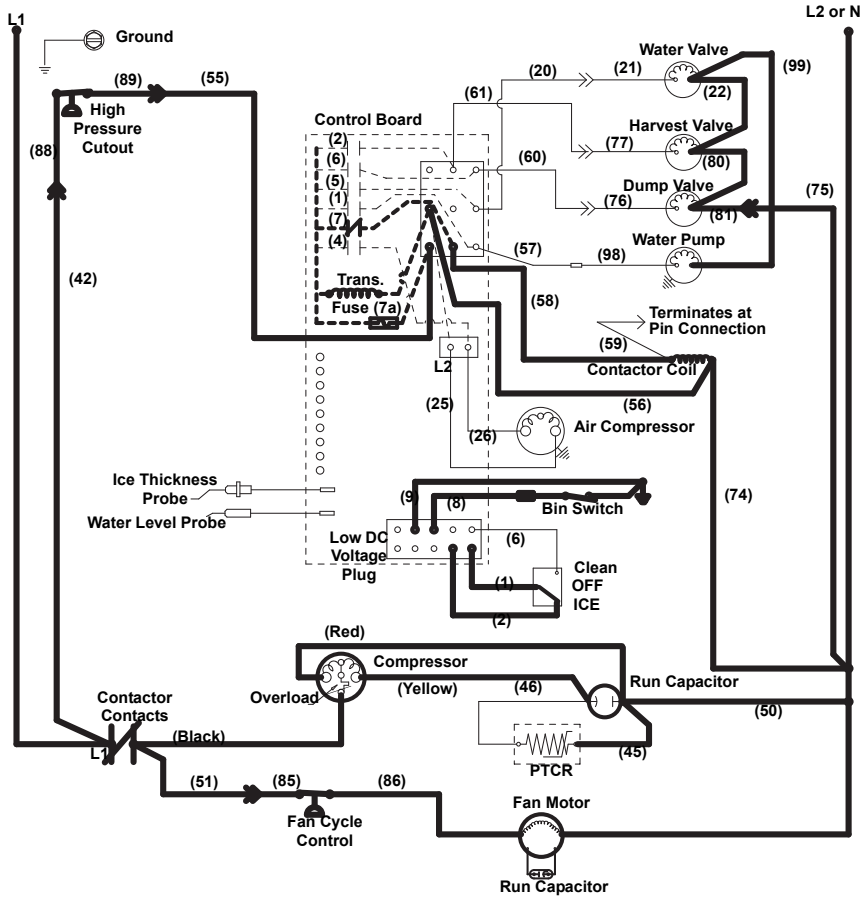 L1
L2 or N
Ground
Water Valve
(99)
(89)
(55)
(20)
(21)
(22)
High
Pressure
Cutout
(88)
Control Board
(61)
Harvest Valve
(77)
(80)
(2)
(6)
(5)
(1)
(7)
(4)
(60)
Dump Valve
(76)
(81)
(75)
Water Pump
(57)
(98)
(42)
Trans.
Fuse (7a)
(58)
Terminates at
Pin Connection
(59)
Contactor Coil
L2
(25)
(26)
(56)
Air Compressor
(74)
Ice Thickness
Probe
Water Level Probe
(9)
(8)
Bin Switch
Low DC
Voltage
Plug
(6)
(1)
(2)
Clean
OFF
ICE
(Red)
Compressor
Overload
(Yellow)
(46)
Run Capacitor
(50)
Contactor
Contacts
L1
(Black)
(45)
PTCR
(51)
(85)
(86)
Fan Cycle
Control
Fan Motor
Run Capacitor